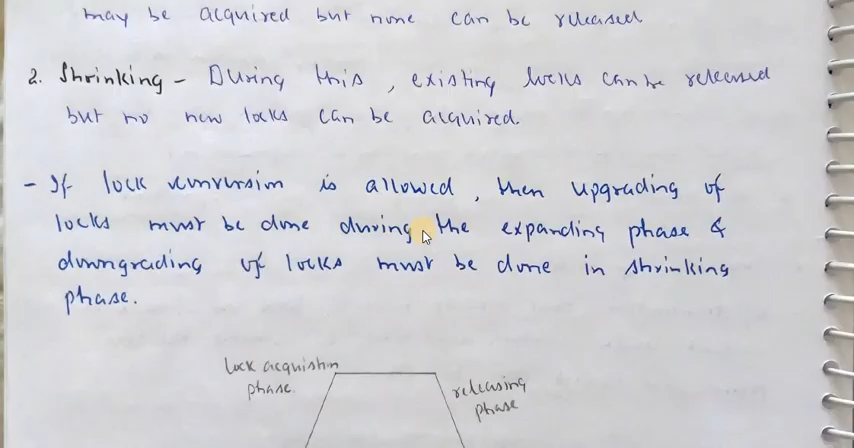 may be acquired but none can be released
2. Shrinking - During this, existing locks can be released
but no new locks can be acquired.
- If lock conversion is allowed, then upgrading of
locks must be done during the expanding phase &
downgrading of locks must be done in shrinking
phase.
lock acquisition
phase.
releasing
phase